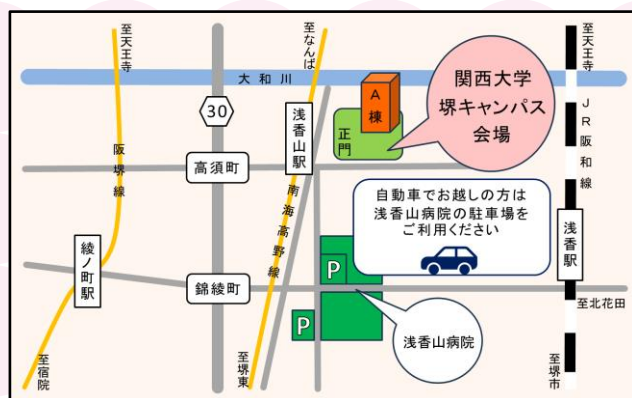 至天王寺
至なんば
至天王寺
大和川
A棟
関西大学
堺キャンパス
会場
30
浅香山駅
正門
JR阪和線
阪堺線
高須町
南海高野線
自動車でお越しの方は
浅香山病院の駐車場を
ご利用ください
浅香駅
綾ノ町駅
錦綾町
P
至北花田
P
浅香山病院
至宿院
至堺東
至堺市